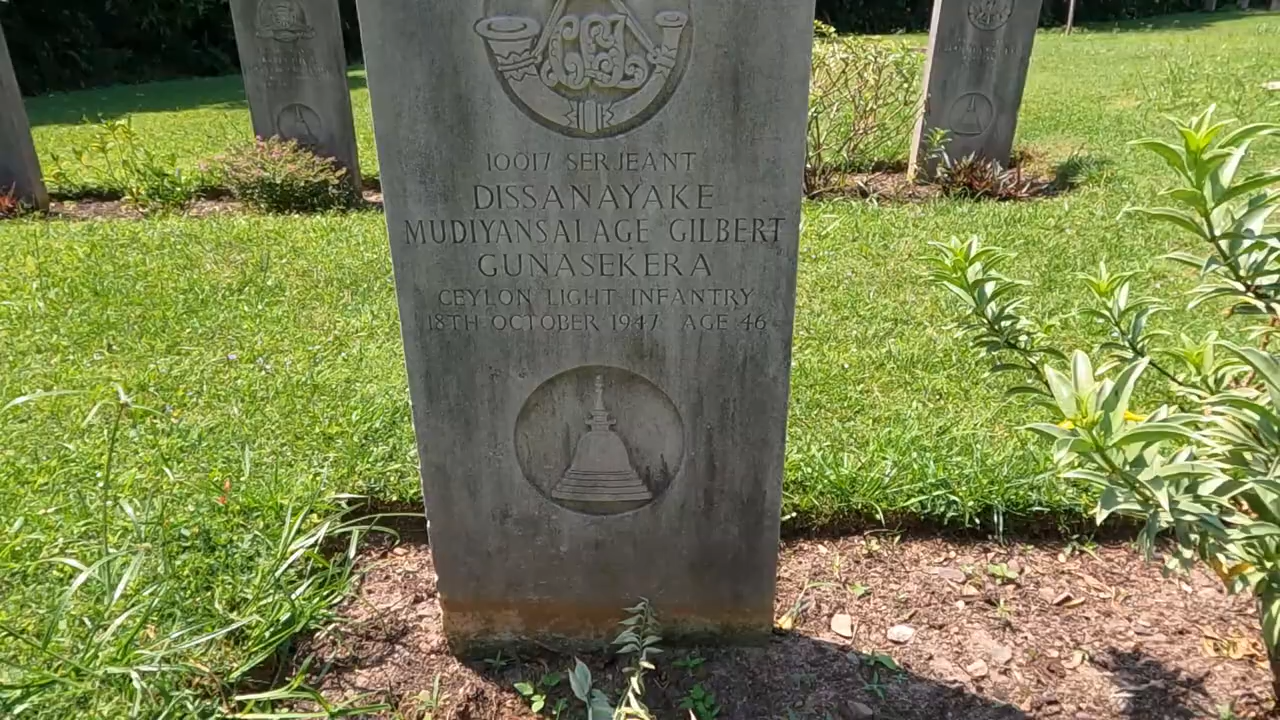 10017 SERJEANT
DISSANAYAKE
MUDIYANSALAGE GILBERT
GUNASEKERA
CEYLON LIGHT INFANTRY
18TH OCTOBER 1947 AGE 46